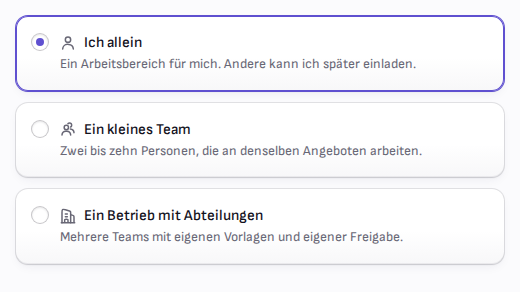 Ich allein
Ein Arbeitsbereich für mich. Andere kann ich später einladen.
Ein kleines Team
Zwei bis zehn Personen, die an denselben Angeboten arbeiten.
Ein Betrieb mit Abteilungen
Mehrere Teams mit eigenen Vorlagen und eigener Freigabe.